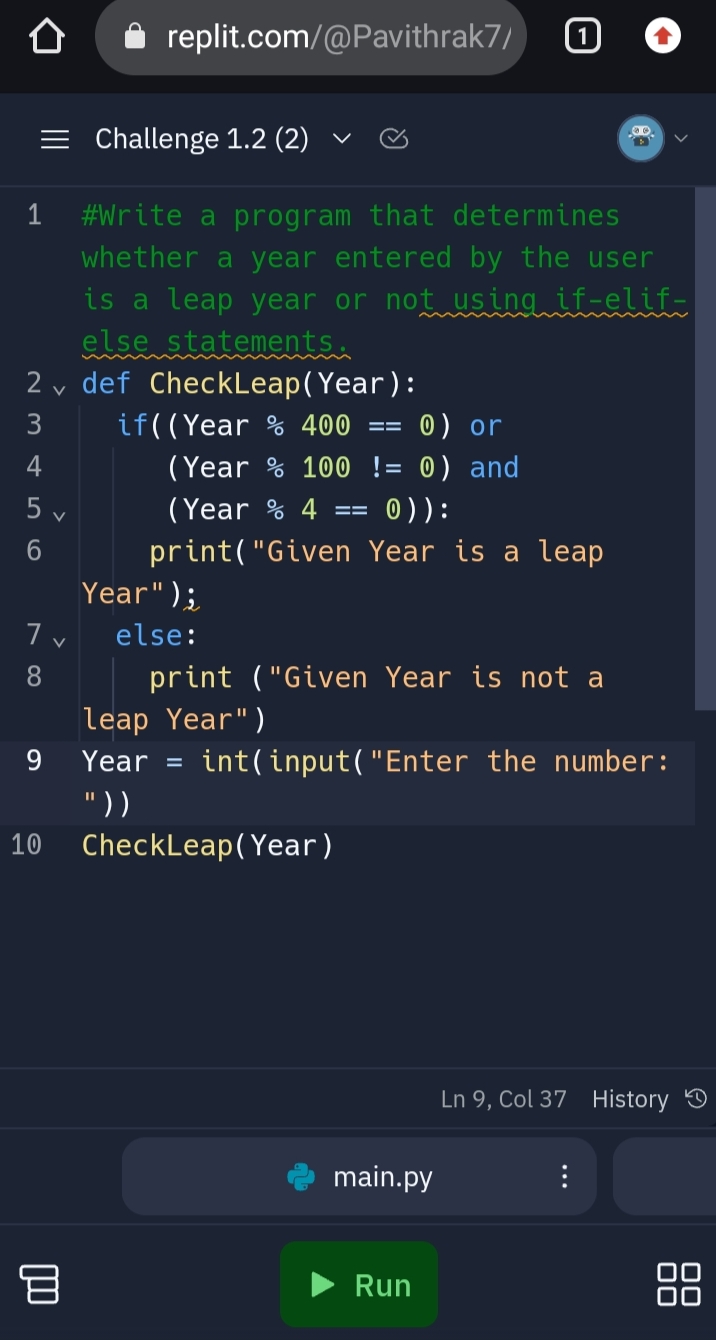 replit.com/@Pavithrak7/
1
Challenge 1.2 (2)
1 #Write a program that determines
whether a year entered by the user
is a leap year or not using if-elif-
else statements.
2 def CheckLeap(Year):
3 if((Year % 400 == 0) or
4 (Year % 100 != 0) and
5 (Year % 4 == 0)):
6 print("Given Year is a leap
Year");
7 else:
8 print ("Given Year is not a
leap Year")
9 Year = int(input("Enter the number:
"))
10 CheckLeap(Year)
Ln 9, Col 37 History
main.py
Run